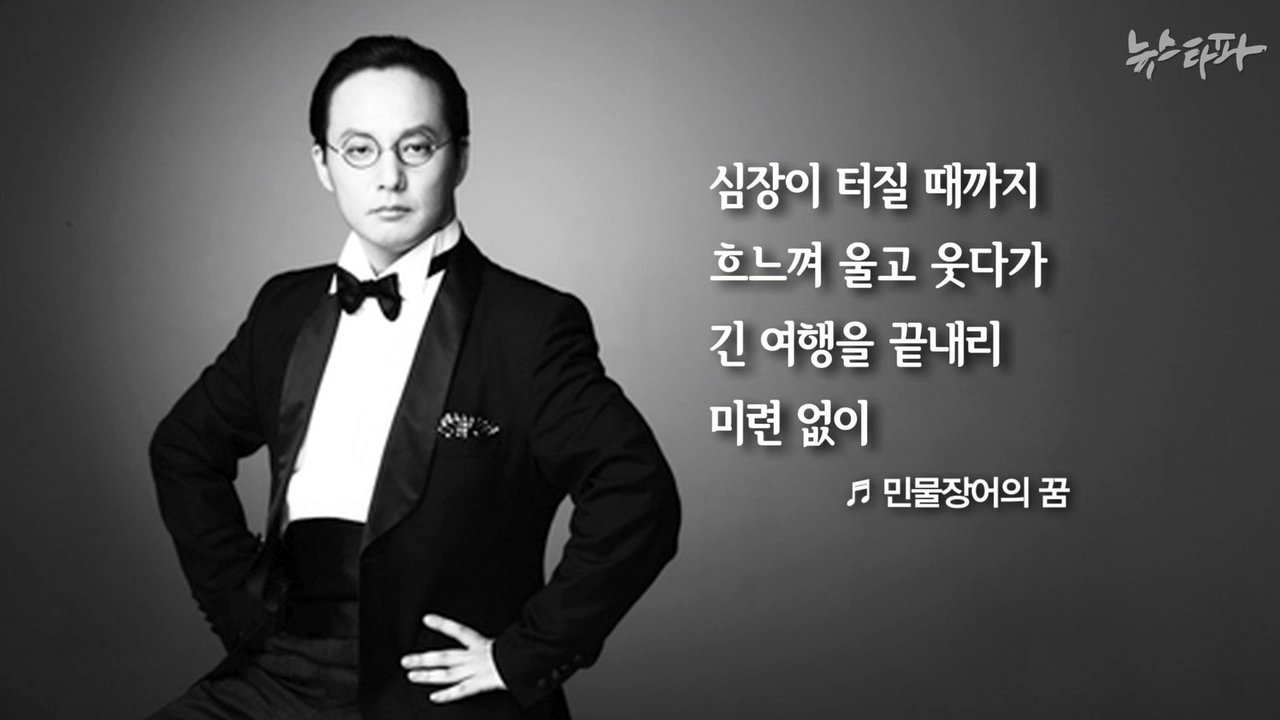 뉴스타파
심장이 터질 때까지
흐느껴 울고 웃다가
긴 여행을 끝내리
미련 없이
♬ 민물장어의 꿈